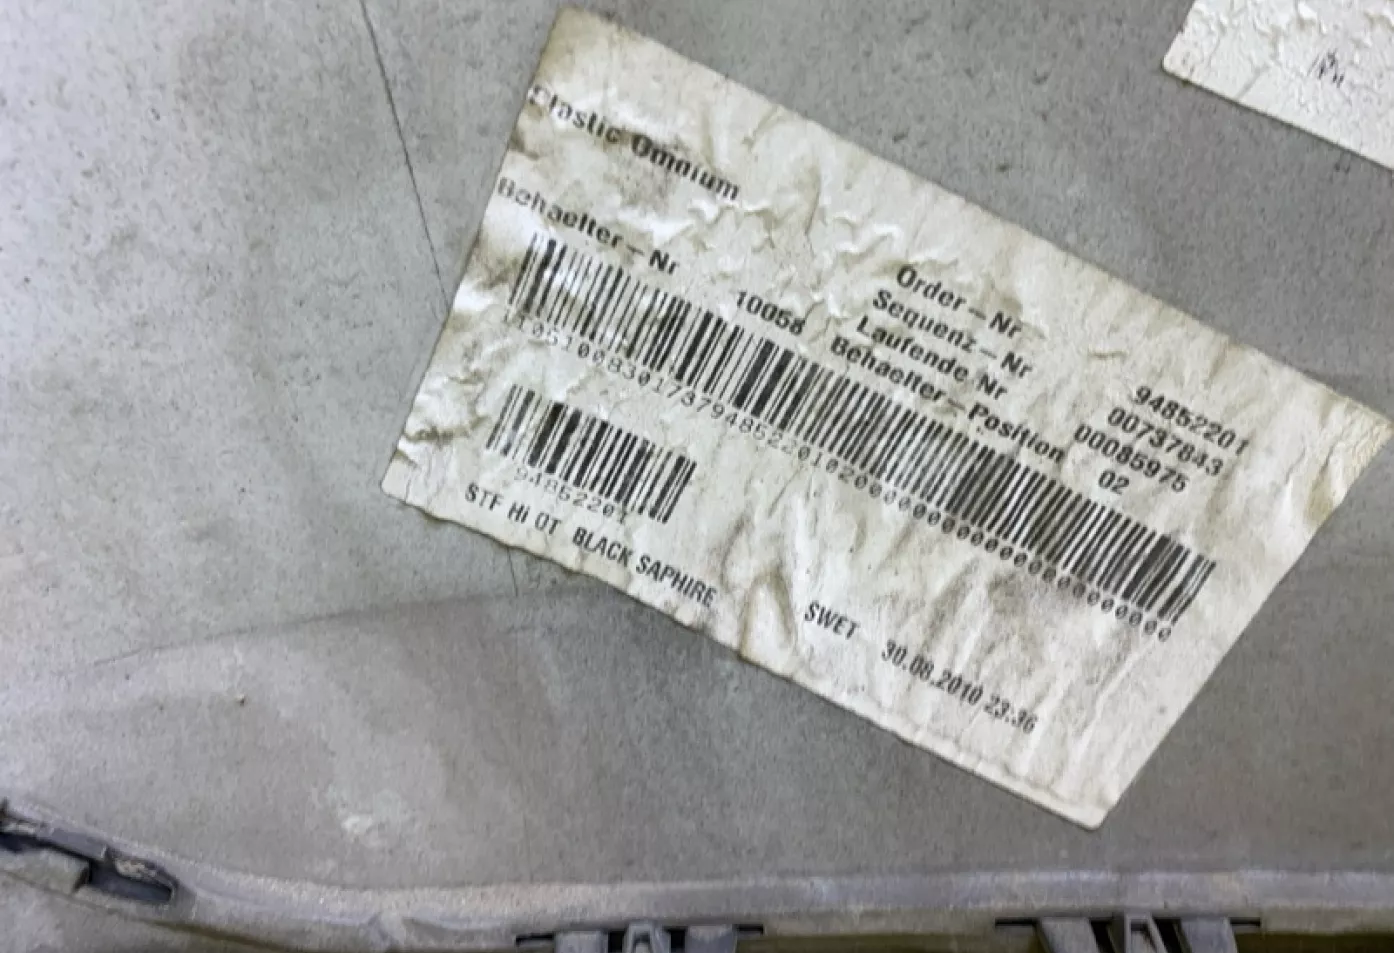 Plastic Omnium
Behaelter-Nr 10058
Order-Nr 94852201
Sequenz-Nr 00737843
Laufende Nr 00085975
Behaelter-Position 02
94852201
STF Hi OT BLACK SAPHIRE SWET 30.08.2010 23:36